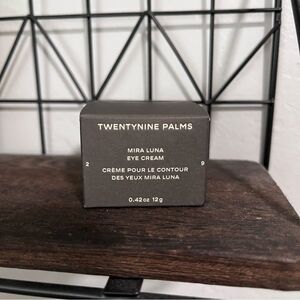 TWENTYNINE PALMS
MIRA LUNA
EYE CREAM
2 9
CRÈME POUR LE CONTOUR
DES YEUX MIRA LUNA
0.42oz 12g